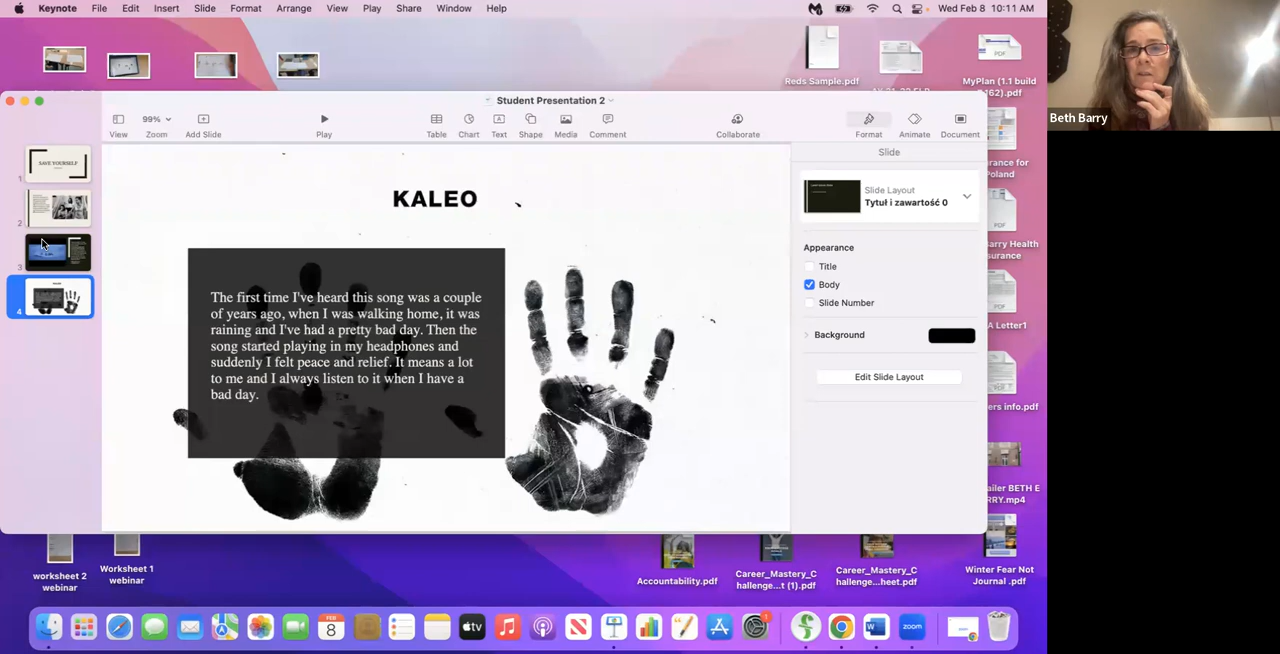 Keynote File Edit Insert Slide Format Arrange View Play Share Window Help
Wed Feb 8 10:11 AM
Reds Sample.pdf
MyPlan (1.1 build
162).pdf
Beth Barry
Student Presentation 2
99%
View Zoom Add Slide Play Table Chart Text Shape Media Comment Collaborate Format Animate Document
Slide
1
SAVE YOURSELF
2
3
4
KALEO
The first time I've heard this song was a couple
of years ago, when I was walking home, it was
raining and I've had a pretty bad day. Then the
song started playing in my headphones and
suddenly I felt peace and relief. It means a lot
to me and I always listen to it when I have a
bad day.
Slide Layout
Tytuł i zawartość 0
Appearance
Title
Body
Slide Number
Background
Edit Slide Layout
rance for
Poland
arry Health
surance
A Letter1
ers info.pdf
ailer BETH E
RRY.mp4
worksheet 2
webinar
Worksheet 1
webinar
Accountability.pdf
Career_Mastery_C
hallenge...t (1).pdf
Career_Mastery_C
hallenge...heet.pdf
Winter Fear Not
Journal .pdf
FEB
8
tv
1
zoom